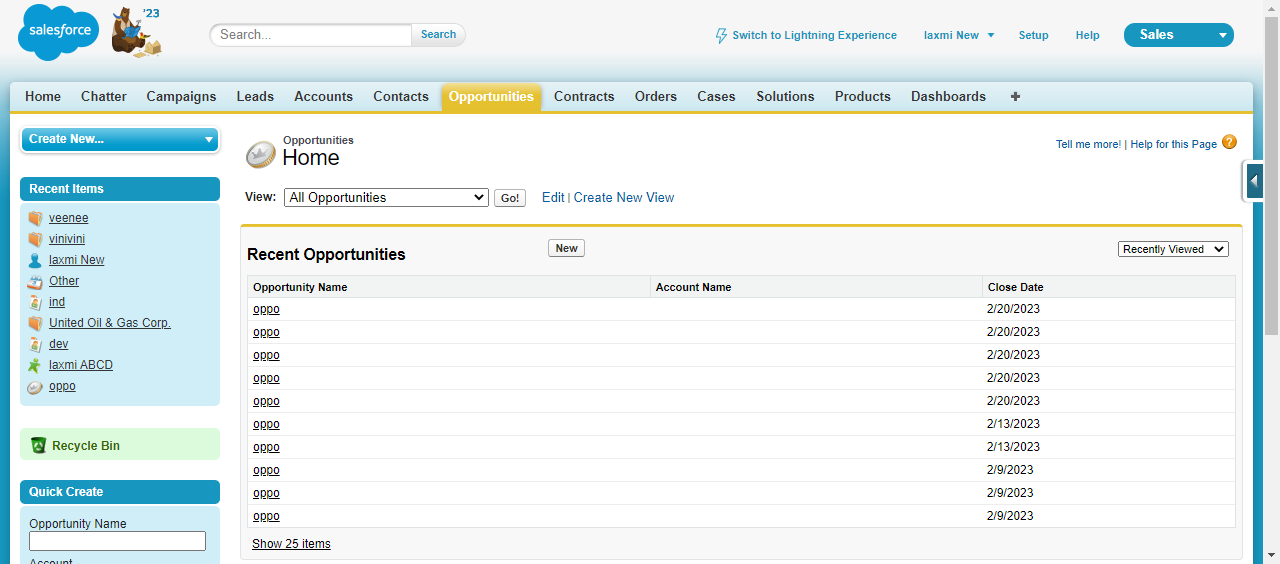 salesforce '23
Search... Search
Switch to Lightning Experience laxmi New Setup Help Sales
Home Chatter Campaigns Leads Accounts Contacts Opportunities Contracts Orders Cases Solutions Products Dashboards +
Create New...
Recent Items
veenee
vinivini
laxmi New
Other
ind
United Oil & Gas Corp.
dev
laxmi ABCD
oppo
Recycle Bin
Quick Create
Opportunity Name
Account
Opportunities
Home
Tell me more! | Help for this Page ?
View: All Opportunities Go! Edit | Create New View
Recent Opportunities New Recently Viewed
Opportunity Name Account Name Close Date
oppo 2/20/2023
oppo 2/20/2023
oppo 2/20/2023
oppo 2/20/2023
oppo 2/20/2023
oppo 2/13/2023
oppo 2/13/2023
oppo 2/9/2023
oppo 2/9/2023
oppo 2/9/2023
Show 25 items